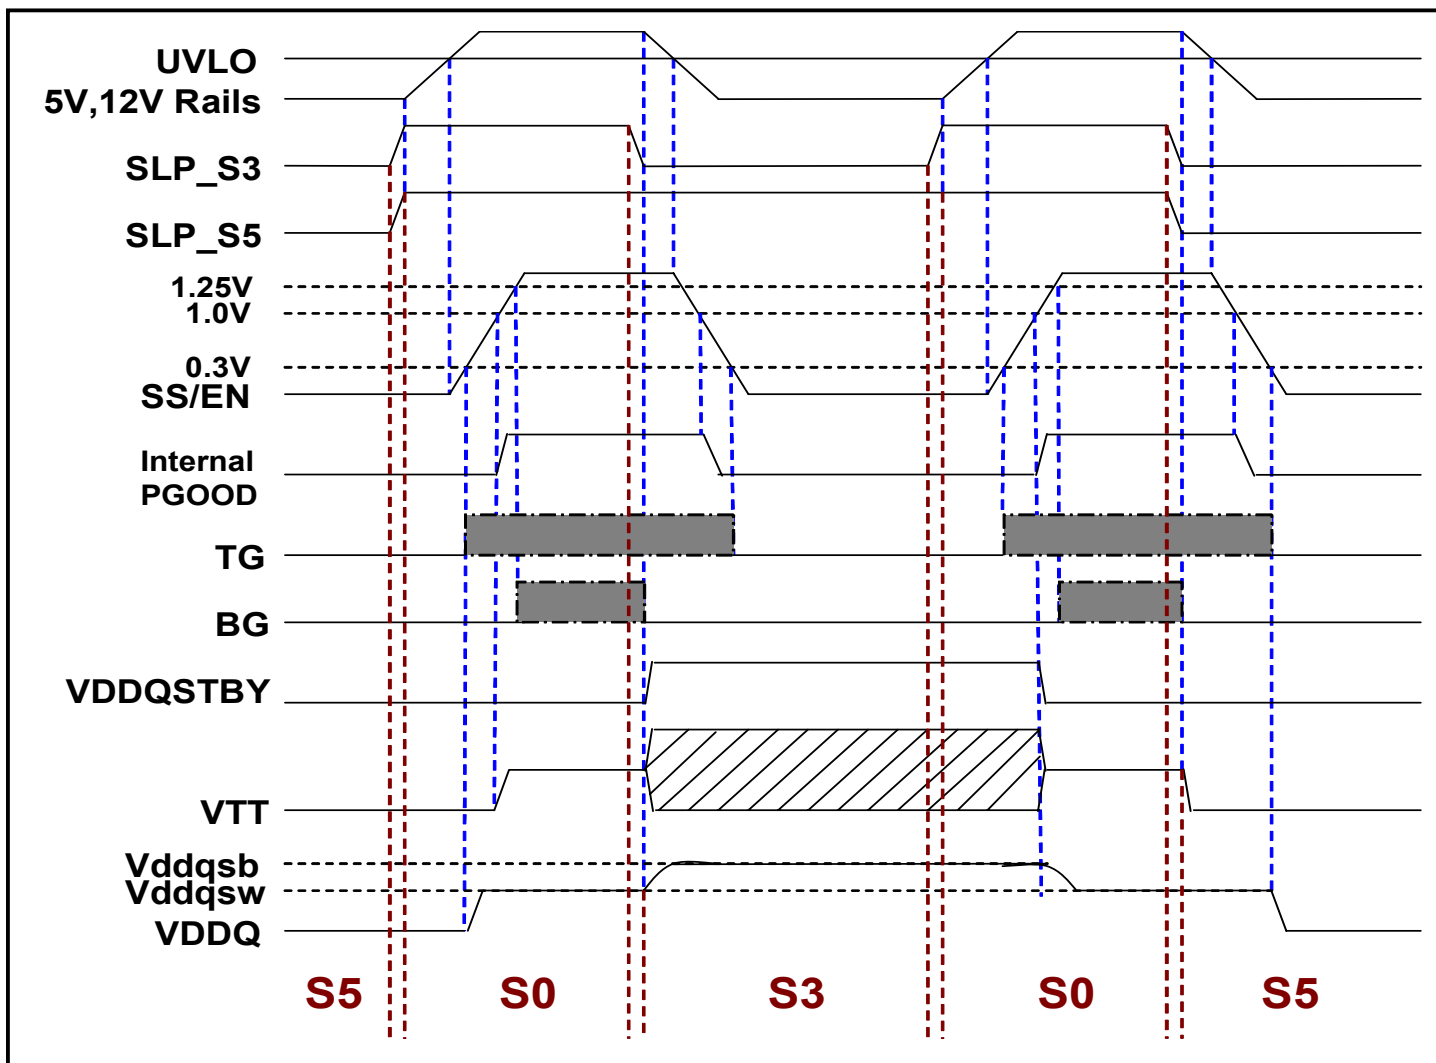 UVLO
5V,12V Rails
SLP_S3
SLP_S5
1.25V
1.0V
0.3V
SS/EN
Internal
PGOOD
TG
BG
VDDQSTBY
VTT
Vddqsb
Vddqsw
VDDQ
S5 S0 S3 S0 S5